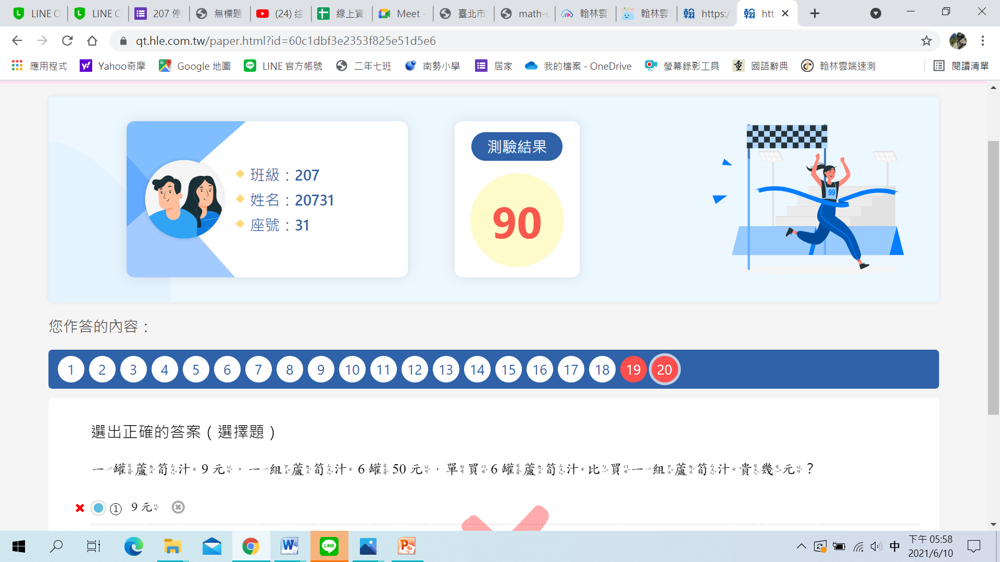 LINE O
LINE C
207 停
無標題
(24) 绘
線上資
Meet -
臺北市
math-u
翰林雲
翰林雲
翰 https:/
翰 htt
qt.hle.com.tw/paper.html?id=60c1dbf3e2353f825e51d5e6
應用程式
Yahoo奇摩
Google 地圖
LINE 官方帳號
二年七班
南勢小學
居家
我的檔案 - OneDrive
螢幕錄影工具
重 國語辭典
翰林雲端速測
閱讀清單
班級：207
姓名：20731
座號：31
測驗結果
90
99
您作答的內容：
1 2 3 4 5 6 7 8 9 10 11 12 13 14 15 16 17 18 19 20
選出正確的答案（選擇題）
一罐蘆筍汁 9 元，一組蘆筍汁 6 罐 50 元，單買 6 罐蘆筍汁比買一組蘆筍汁貴幾元？
① 9 元
中
下午 05:58
2021/6/10